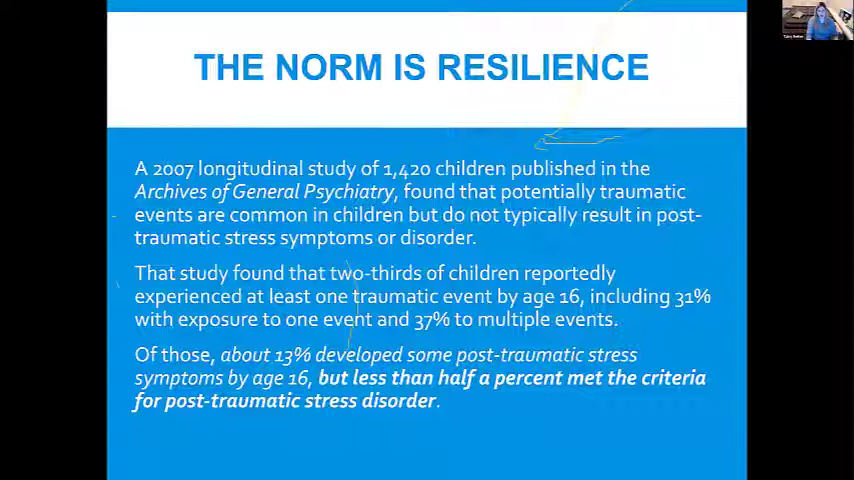 THE NORM IS RESILIENCE
A 2007 longitudinal study of 1,420 children published in the
Archives of General Psychiatry, found that potentially traumatic
events are common in children but do not typically result in post-
traumatic stress symptoms or disorder.
That study found that two-thirds of children reportedly
experienced at least one traumatic event by age 16, including 31%
with exposure to one event and 37% to multiple events.
Of those, about 13% developed some post-traumatic stress
symptoms by age 16, but less than half a percent met the criteria
for post-traumatic stress disorder.